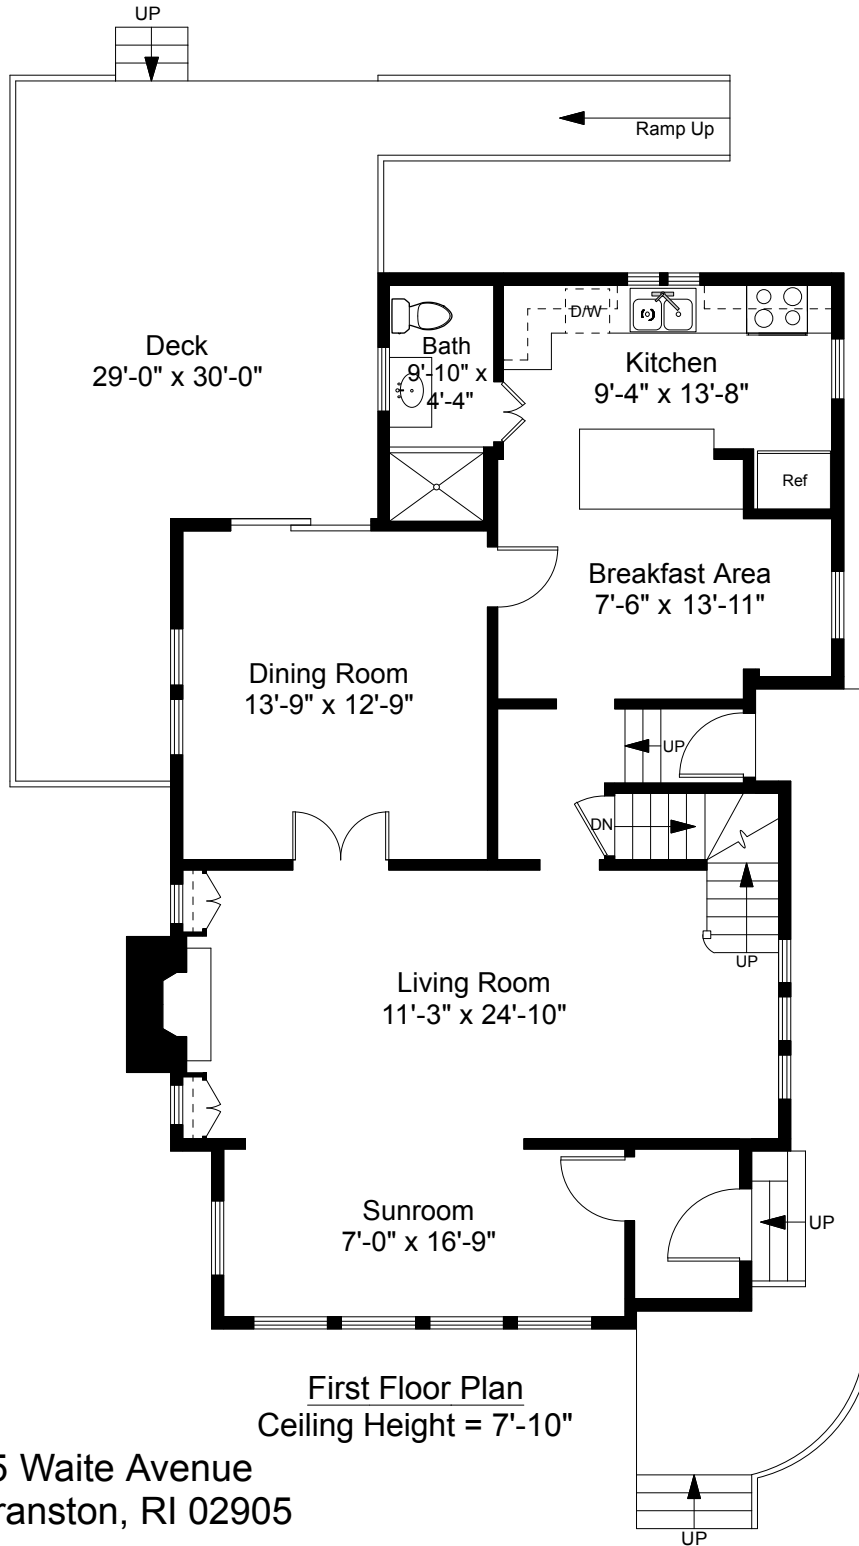 UP
Ramp Up
Deck
29'-0" x 30'-0"
Bath
9'-10" x
4'-4"
D/W
Kitchen
9'-4" x 13'-8"
Ref
Breakfast Area
7'-6" x 13'-11"
Dining Room
13'-9" x 12'-9"
UP
DN
UP
Living Room
11'-3" x 24'-10"
Sunroom
7'-0" x 16'-9"
UP
First Floor Plan
Ceiling Height = 7'-10"
5 Waite Avenue
ranston, RI 02905
UP